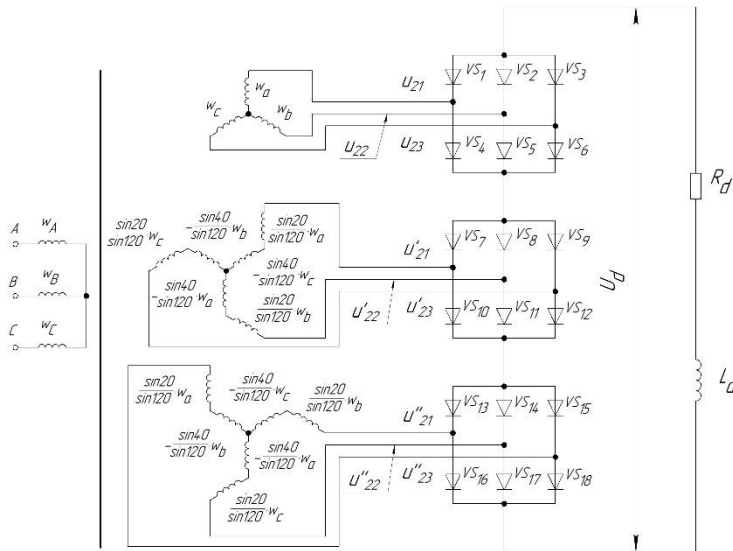 R_d
L_d
U_d
A w_A
B w_B
C w_C
w_a
w_c
w_b
u_21
u_22
u_23
VS_1 VS_2 VS_3
VS_4 VS_5 VS_6
sin20/sin120·w_c
-sin40/sin120·w_b
sin20/sin120·w_a
-sin40/sin120·w_a
-sin40/sin120·w_c
sin20/sin120·w_b
u'_21
u'_22
u'_23
VS_7 VS_8 VS_9
VS_10 VS_11 VS_12
sin20/sin120·w_a
-sin40/sin120·w_c
sin20/sin120·w_b
-sin40/sin120·w_b
-sin40/sin120·w_a
sin20/sin120·w_c
u''_21
u''_22
u''_23
VS_13 VS_14 VS_15
VS_16 VS_17 VS_18